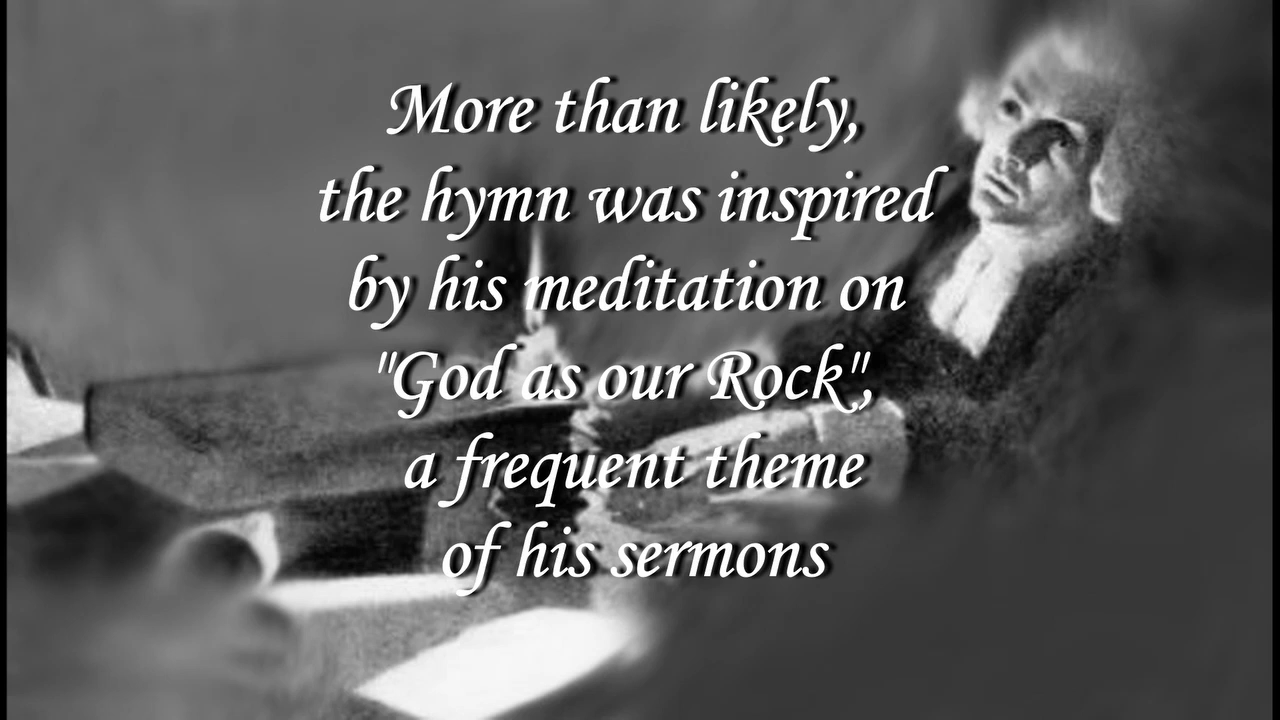 More than likely,
the hymn was inspired
by his meditation on
"God as our Rock",
a frequent theme
of his sermons